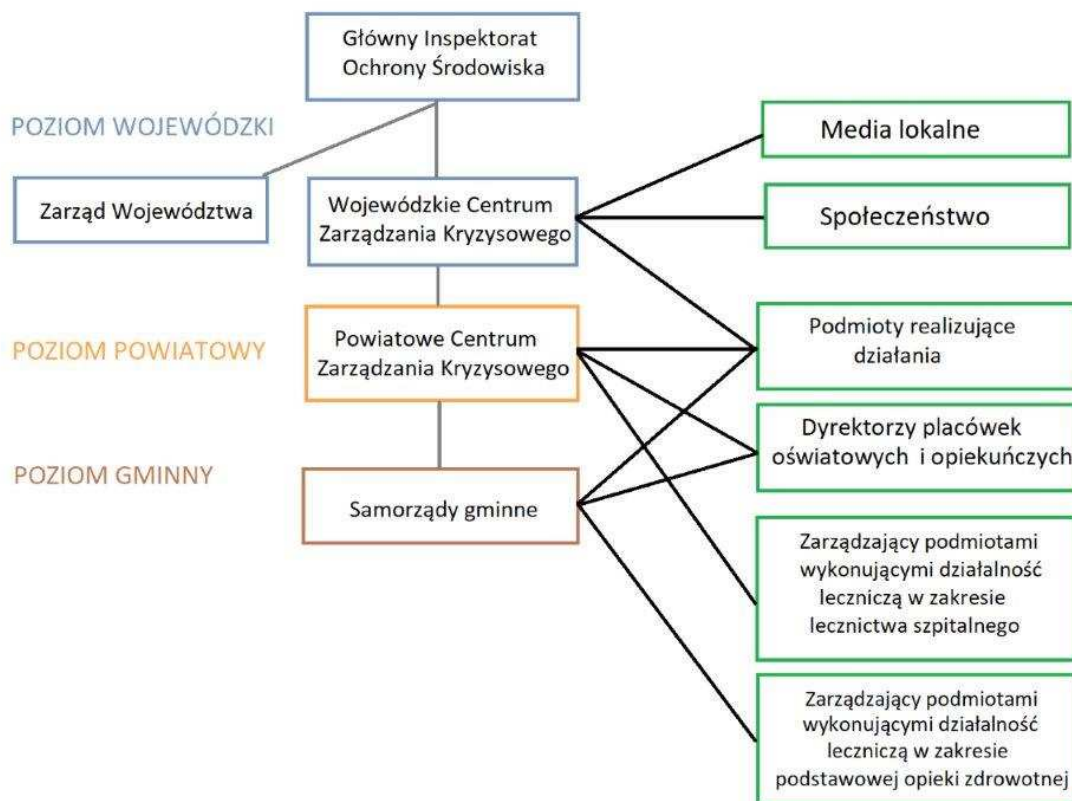 Główny Inspektorat
Ochrony Środowiska
POZIOM WOJEWÓDZKI
Zarząd Województwa
Wojewódzkie Centrum
Zarządzania Kryzysowego
Media lokalne
Społeczeństwo
POZIOM POWIATOWY
Powiatowe Centrum
Zarządzania Kryzysowego
Podmioty realizujące
działania
Dyrektorzy placówek
oświatowych i opiekuńczych
POZIOM GMINNY
Samorządy gminne
Zarządzający podmiotami
wykonującymi działalność
leczniczą w zakresie
lecznictwa szpitalnego
Zarządzający podmiotami
wykonującymi działalność
leczniczą w zakresie
podstawowej opieki zdrowotnej